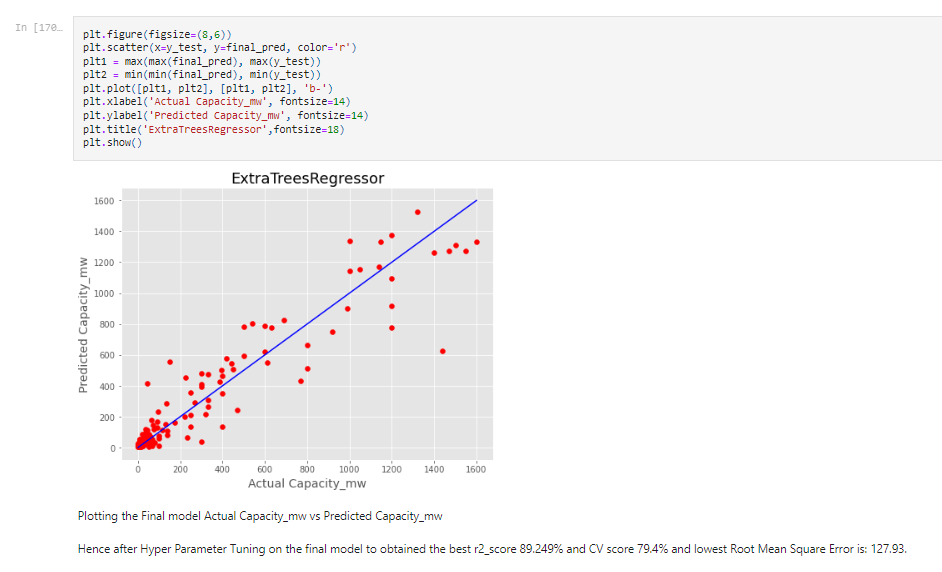 In [170…
plt.figure(figsize=(8,6))
plt.scatter(x=y_test, y=final_pred, color='r')
plt1 = max(max(final_pred), max(y_test))
plt2 = min(min(final_pred), min(y_test))
plt.plot([plt1, plt2], [plt1, plt2], 'b-')
plt.xlabel('Actual Capacity_mw', fontsize=14)
plt.ylabel('Predicted Capacity_mw', fontsize=14)
plt.title('ExtraTreesRegressor',fontsize=18)
plt.show()
ExtraTreesRegressor
1600
1400
1200
1000
800
600
400
200
0
Predicted Capacity_mw
0 200 400 600 800 1000 1200 1400 1600
Actual Capacity_mw
Plotting the Final model Actual Capacity_mw vs Predicted Capacity_mw
Hence after Hyper Parameter Tuning on the final model to obtained the best r2_score 89.249% and CV score 79.4% and lowest Root Mean Square Error is: 127.93.